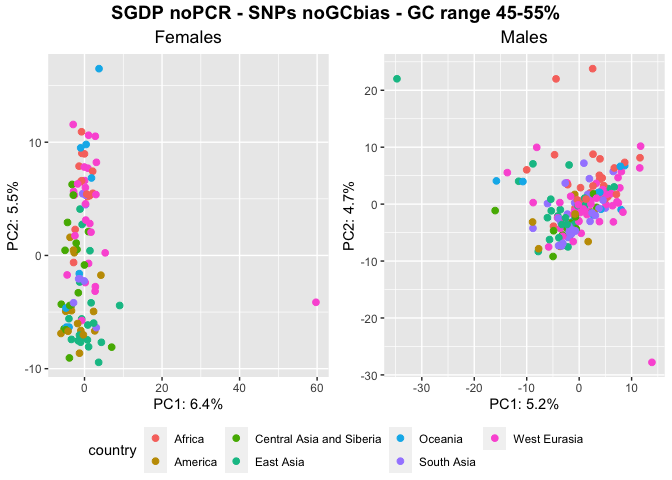 SGDP noPCR - SNPs noGCbias - GC range 45-55%
Females
Males
PC2: 5.5%
10
0
-10
0
20
40
60
PC1: 6.4%
PC2: 4.7%
20
10
0
-10
-20
-30
-30
-20
-10
0
10
PC1: 5.2%
country
Africa
Central Asia and Siberia
Oceania
West Eurasia
America
East Asia
South Asia